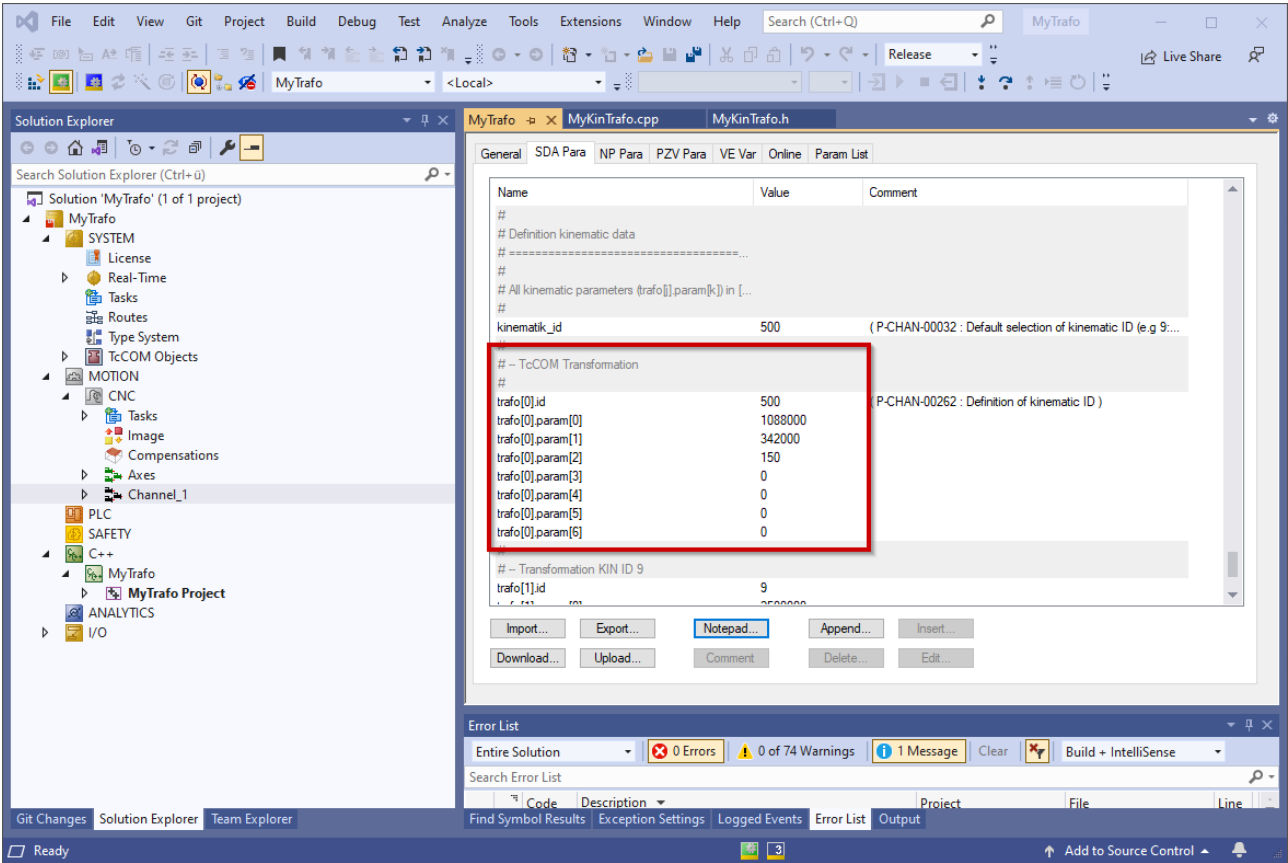 File Edit View Git Project Build Debug Test Analyze Tools Extensions Window Help Search (Ctrl+Q) MyTrafo
Release Live Share
MyTrafo <Local>
Solution Explorer
Search Solution Explorer (Ctrl+ü)
Solution 'MyTrafo' (1 of 1 project)
MyTrafo
SYSTEM
License
Real-Time
Tasks
Routes
Type System
TcCOM Objects
MOTION
CNC
Tasks
Image
Compensations
Axes
Channel_1
PLC
SAFETY
C++
MyTrafo
MyTrafo Project
ANALYTICS
I/O
Git Changes Solution Explorer Team Explorer
MyTrafo MyKinTrafo.cpp MyKinTrafo.h
General SDA Para NP Para PZV Para VE Var Online Param List
Name Value Comment
#
# Definition kinematic data
# ===================================...
#
# All kinematic parameters (trafo[j].param[k]) in [...
#
kinematik_id 500 ( P-CHAN-00032 : Default selection of kinematic ID (e.g 9:...
#
# -- TcCOM Transformation
#
trafo[0].id 500 ( P-CHAN-00262 : Definition of kinematic ID )
trafo[0].param[0] 1088000
trafo[0].param[1] 342000
trafo[0].param[2] 150
trafo[0].param[3] 0
trafo[0].param[4] 0
trafo[0].param[5] 0
trafo[0].param[6] 0
#
# -- Transformation KIN ID 9
trafo[1].id 9
Import... Export... Notepad... Append... Insert...
Download... Upload... Comment Delete... Edit...
Error List
Entire Solution 0 Errors 0 of 74 Warnings 1 Message Clear Build + IntelliSense
Search Error List
Code Description Project File Line
Find Symbol Results Exception Settings Logged Events Error List Output
Ready 3 Add to Source Control